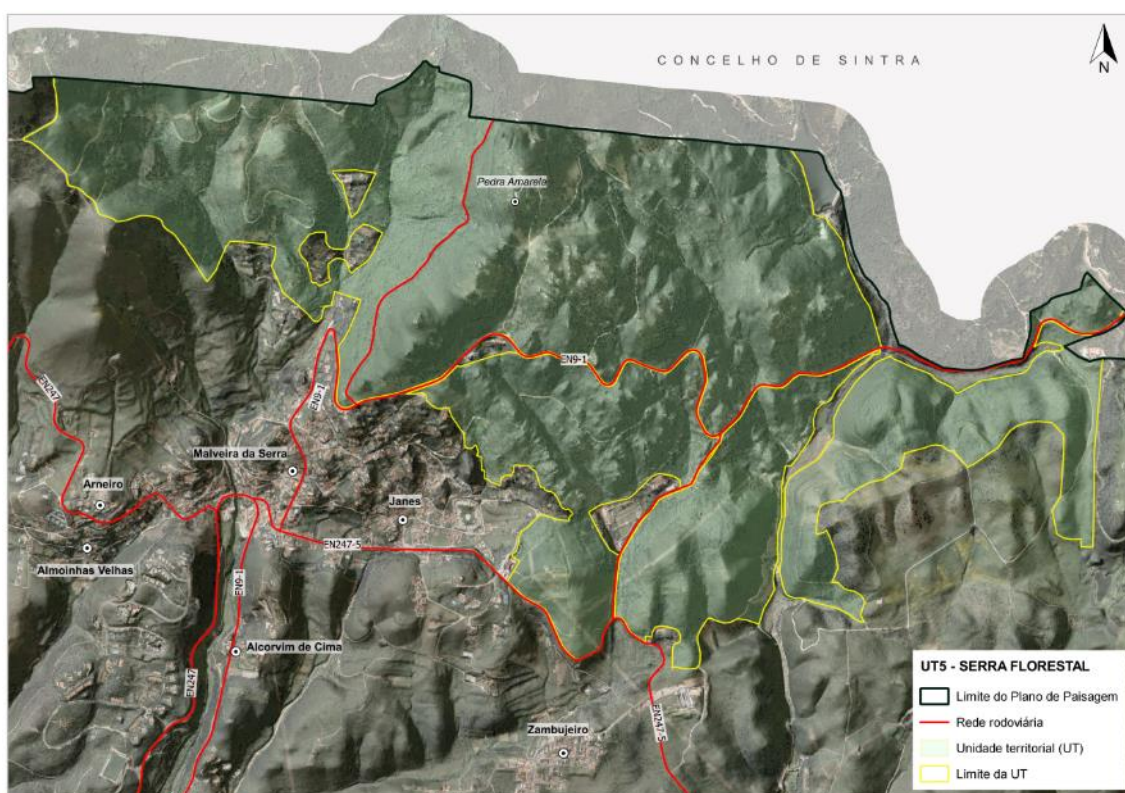 CONCELHO DE SINTRA
N
Pedra Amarela
EN9-1
EN247
EN9-1
Malveira da Serra
Arneiro
Janes
EN247-5
Almoinhas Velhas
EN9-1
Alcorvim de Cima
EN247
EN247-5
Zambujeiro
UT5 - SERRA FLORESTAL
Limite do Plano de Paisagem
Rede rodoviária
Unidade territorial (UT)
Limite da UT